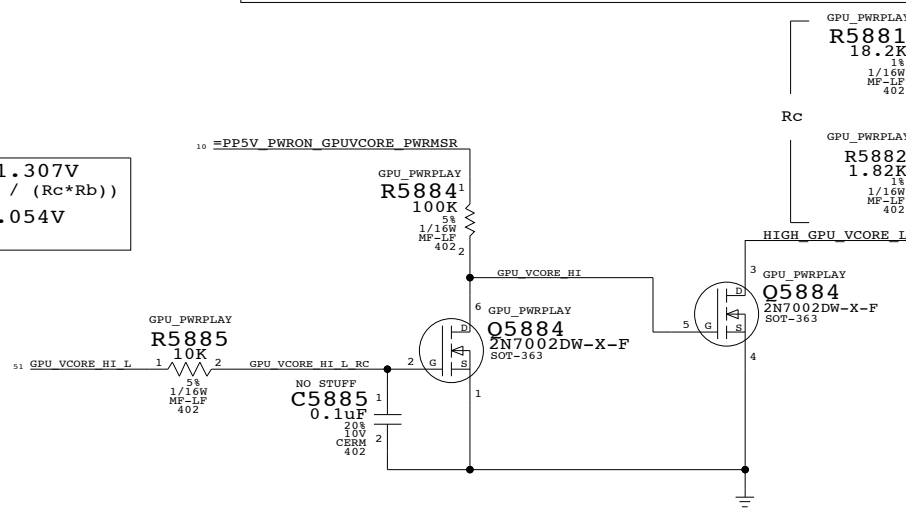 GPU_PWRPLAY
R5881
18.2K
1%
1/16W
MF-LF
402
Rc
GPU_PWRPLAY
R5882
1.82K
1%
1/16W
MF-LF
402
10 =PP5V_PWRON_GPUVCORE_PWRMSR
1.307V
/ (Rc*Rb))
.054V
GPU_PWRPLAY
R5884
100K
5%
1/16W
MF-LF
402
1
2
HIGH_GPU_VCORE_L
GPU_VCORE_HI
3
GPU_PWRPLAY
Q5884
2N7002DW-X-F
SOT-363
D
5 G S
4
6
GPU_PWRPLAY
Q5884
2N7002DW-X-F
SOT-363
D
2 G S
1
GPU_PWRPLAY
R5885
10K
51 GPU_VCORE_HI_L 1 2 GPU_VCORE_HI_L_RC
5%
1/16W
MF-LF
402
NO STUFF
C5885
0.1uF
20%
10V
CERM
402
1
2